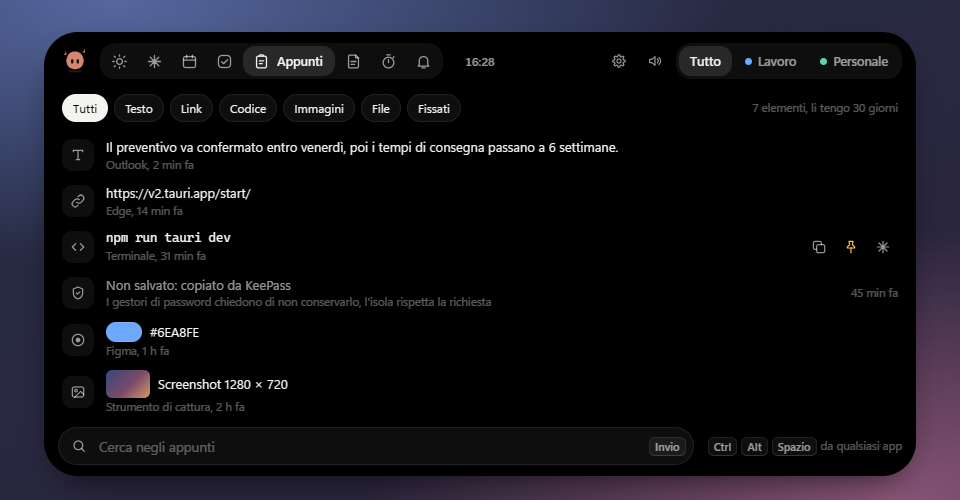 Appunti 16:28 Tutto Lavoro Personale
Tutti Testo Link Codice Immagini File Fissati 7 elementi, li tengo 30 giorni
Il preventivo va confermato entro venerdì, poi i tempi di consegna passano a 6 settimane.
Outlook, 2 min fa
https://v2.tauri.app/start/
Edge, 14 min fa
npm run tauri dev
Terminale, 31 min fa
Non salvato: copiato da KeePass
I gestori di password chiedono di non conservarlo, l'isola rispetta la richiesta
45 min fa
#6EA8FE
Figma, 1 h fa
Screenshot 1280 × 720
Strumento di cattura, 2 h fa
Cerca negli appunti Invio Ctrl Alt Spazio da qualsiasi app